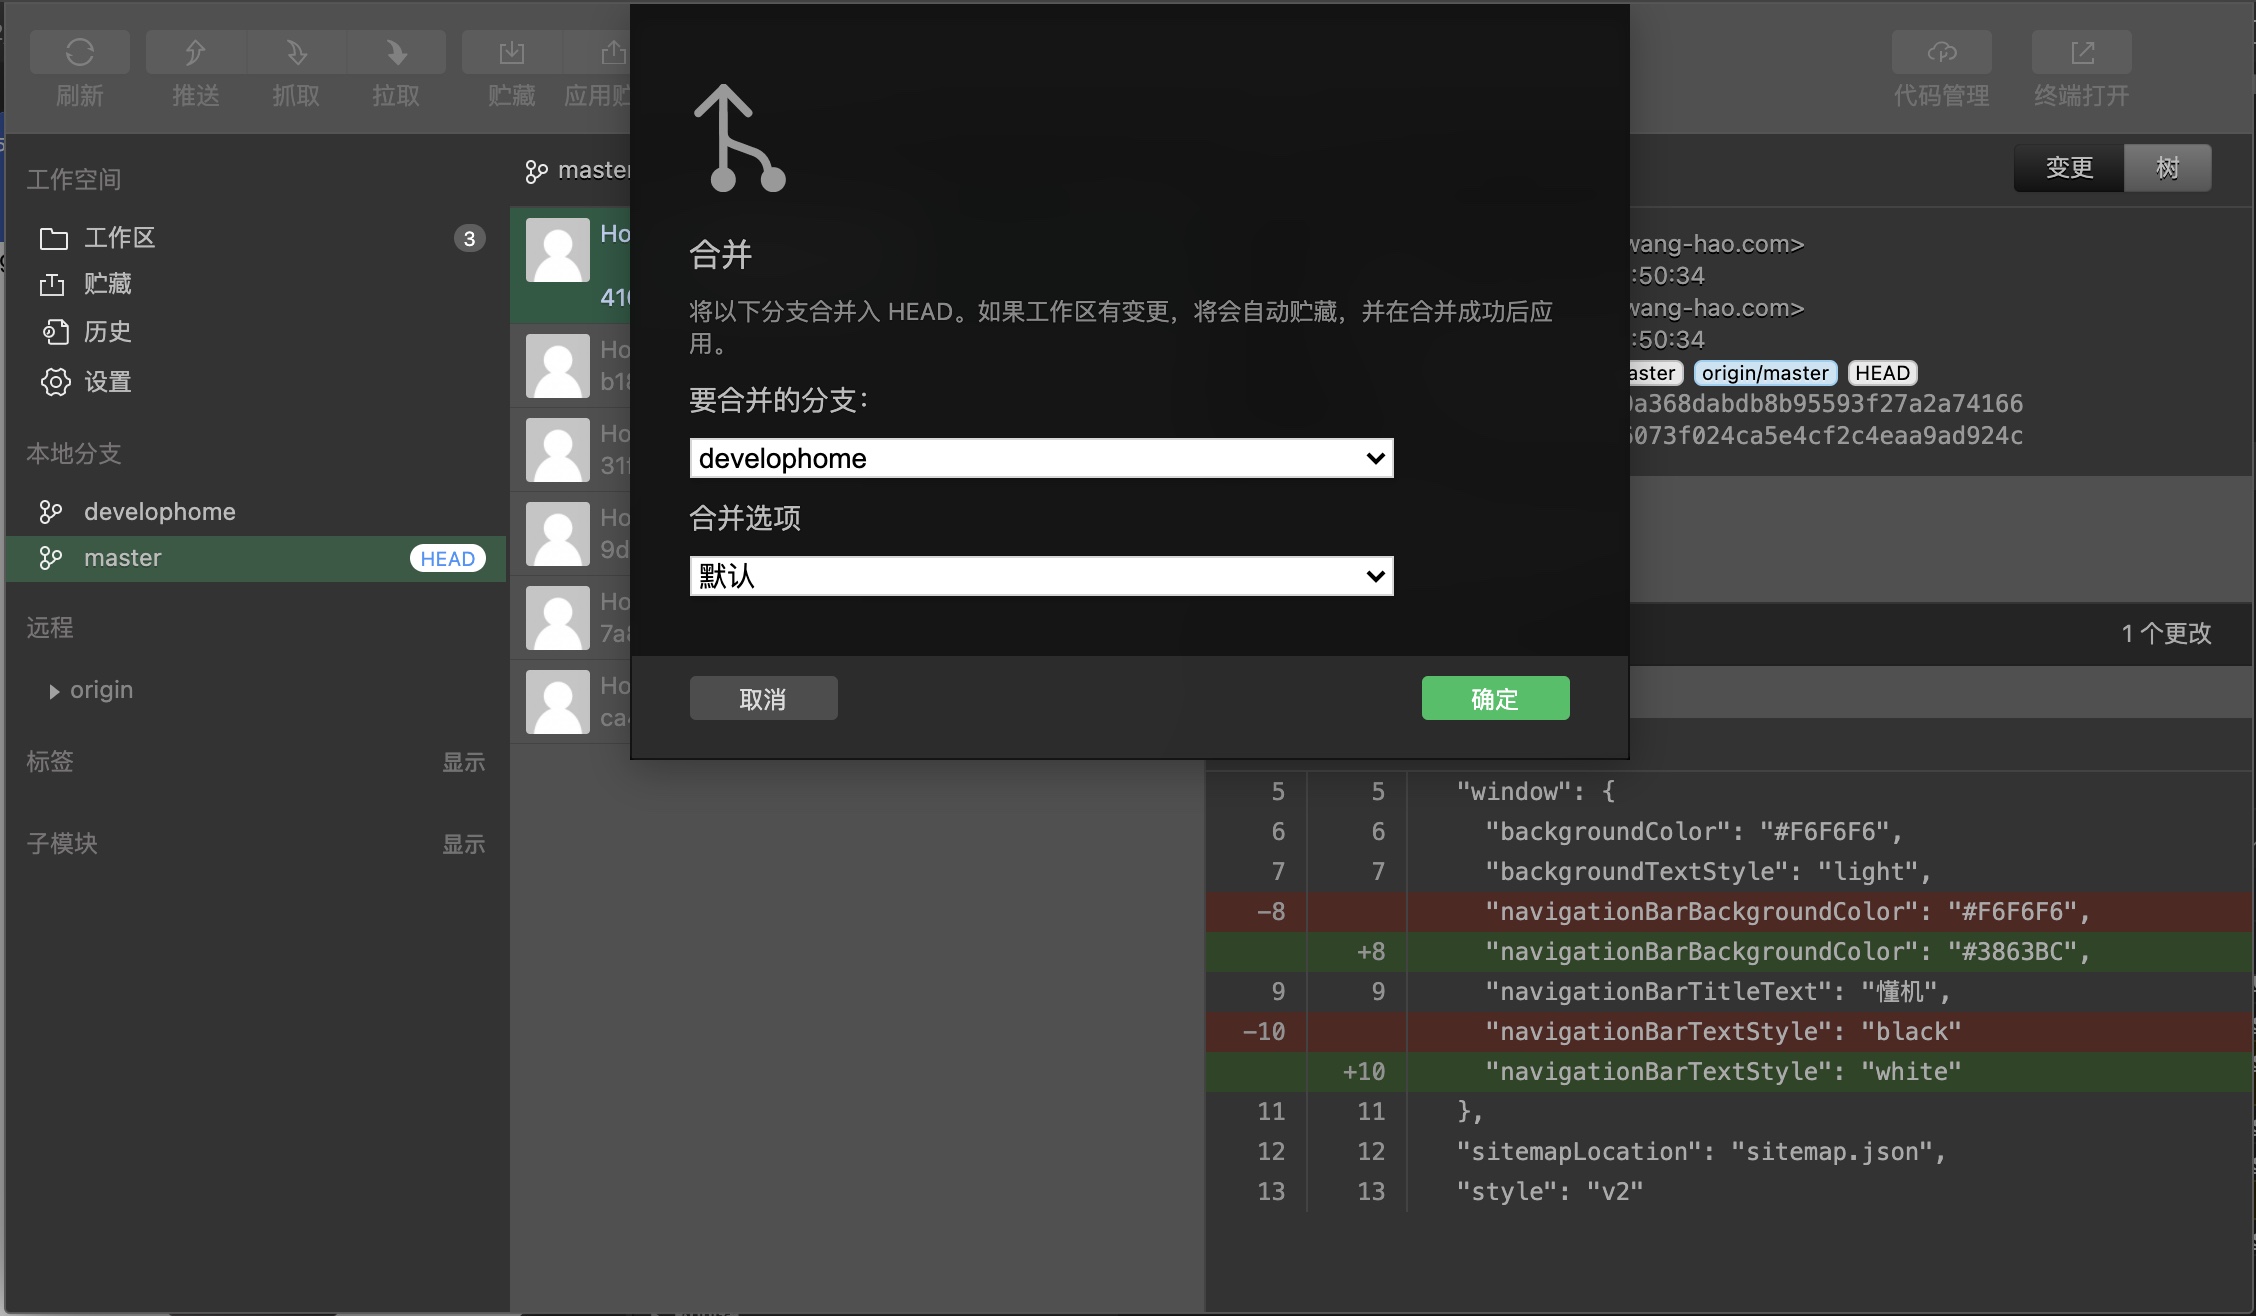 刷新
推送
抓取
拉取
贮藏
应用贮
代码管理
终端打开
工作空间
工作区
3
贮藏
历史
设置
本地分支
develophome
master
HEAD
远程
origin
标签
显示
子模块
显示
master
Ho
410
Ho
b18
Ho
31f
Ho
9d
Ho
7a8
Ho
ca4
合并
将以下分支合并入 HEAD。如果工作区有变更，将会自动贮藏，并在合并成功后应
用。
要合并的分支：
develophome
合并选项
默认
取消
确定
变更
树
wang-hao.com>
:50:34
wang-hao.com>
:50:34
aster origin/master HEAD
0a368dabdb8b95593f27a2a74166
6073f024ca5e4cf2c4eaa9ad924c
1 个更改
5 5 "window": {
6 6 "backgroundColor": "#F6F6F6",
7 7 "backgroundTextStyle": "light",
−8 "navigationBarBackgroundColor": "#F6F6F6",
+8 "navigationBarBackgroundColor": "#3863BC",
9 9 "navigationBarTitleText": "懂机",
−10 "navigationBarTextStyle": "black"
+10 "navigationBarTextStyle": "white"
11 11 },
12 12 "sitemapLocation": "sitemap.json",
13 13 "style": "v2"